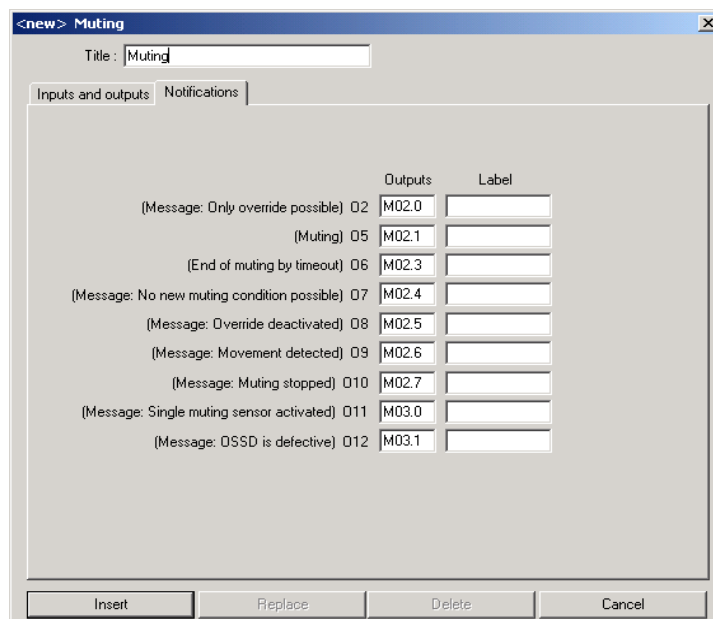 <new> Muting
Title : Muting
Inputs and outputs Notifications
Outputs Label
(Message: Only override possible) O2 M02.0
(Muting) O5 M02.1
(End of muting by timeout) O6 M02.3
(Message: No new muting condition possible) O7 M02.4
(Message: Override deactivated) O8 M02.5
(Message: Movement detected) O9 M02.6
(Message: Muting stopped) O10 M02.7
(Message: Single muting sensor activated) O11 M03.0
(Message: OSSD is defective) O12 M03.1
Insert Replace Delete Cancel